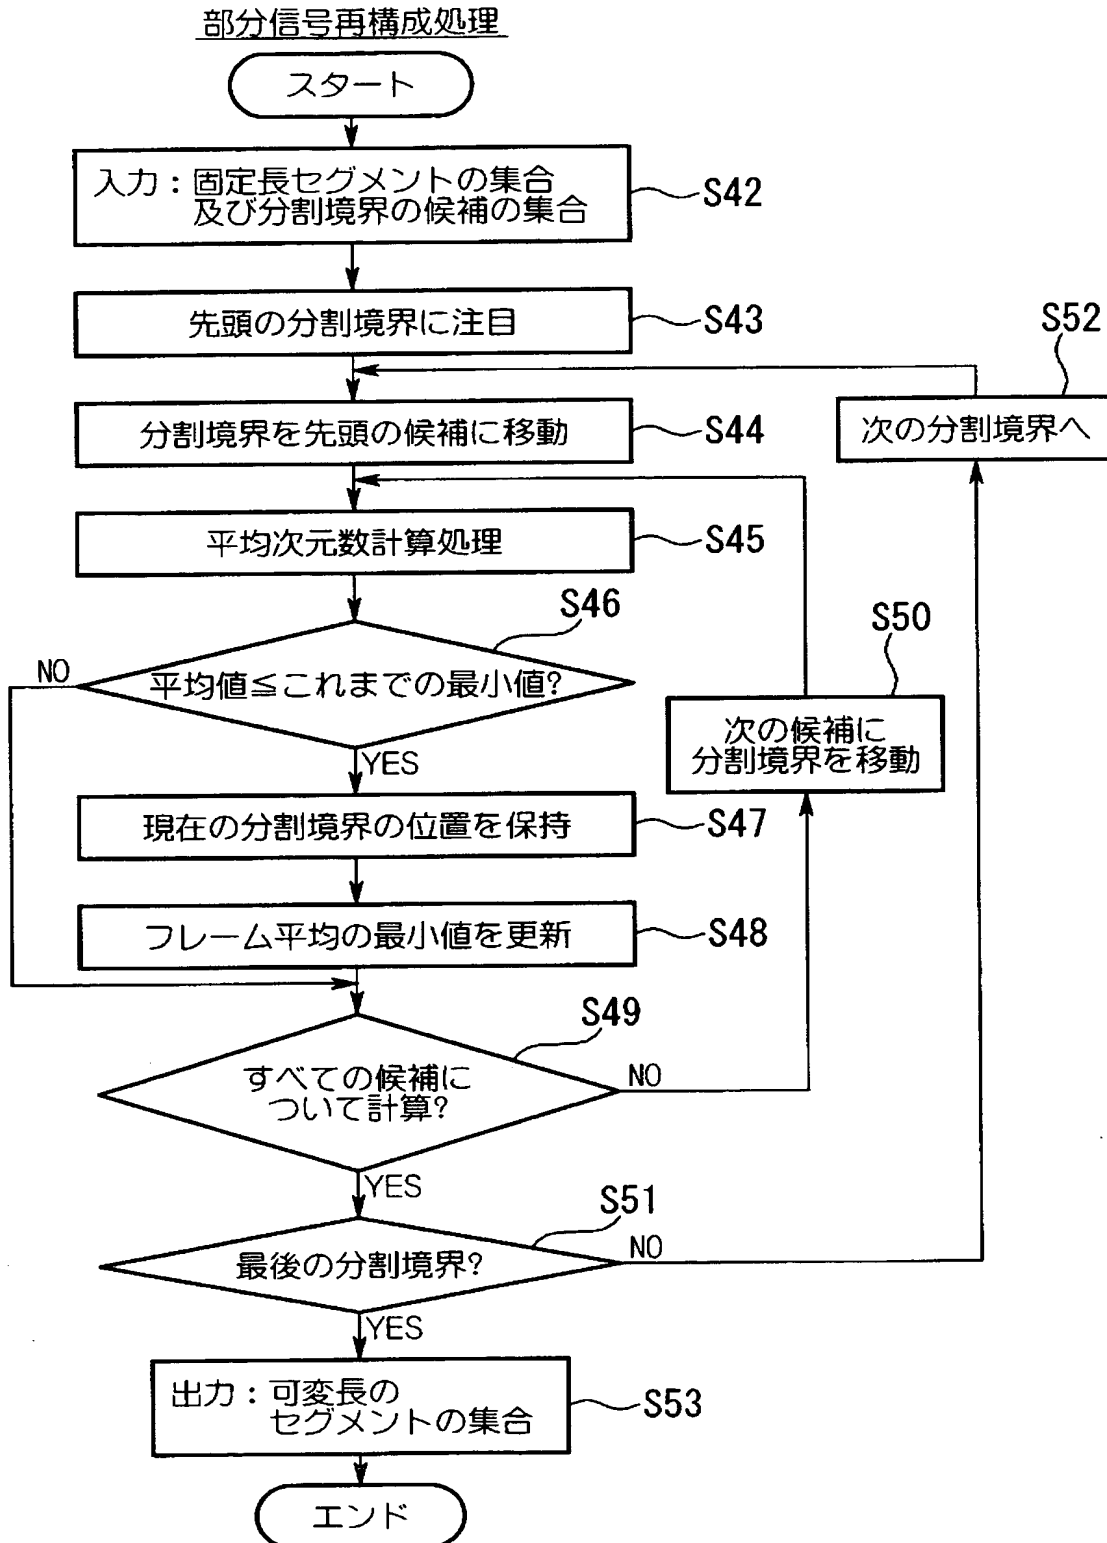 部分信号再構成処理
スタート
入力：固定長セグメントの集合
及び分割境界の候補の集合
S42
先頭の分割境界に注目
S43
S52
次の分割境界へ
分割境界を先頭の候補に移動
S44
平均次元数計算処理
S45
S46
NO
平均値≦これまでの最小値?
YES
S50
次の候補に
分割境界を移動
現在の分割境界の位置を保持
S47
フレーム平均の最小値を更新
S48
S49
すべての候補に
ついて計算?
NO
YES
S51
最後の分割境界?
NO
YES
出力：可変長の
セグメントの集合
S53
エンド